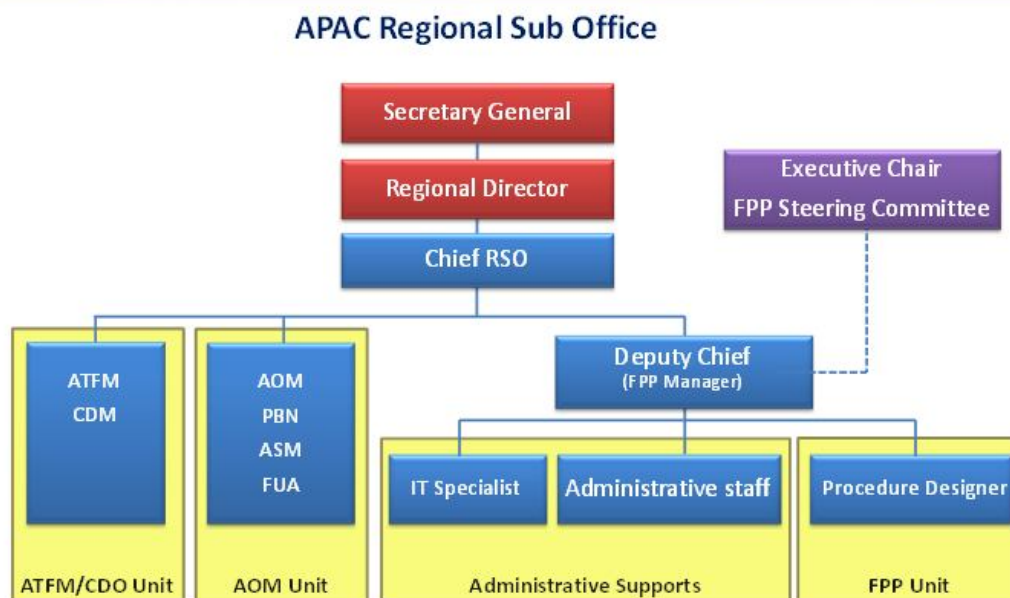 APAC Regional Sub Office
Secretary General
Regional Director
Executive Chair
FPP Steering Committee
Chief RSO
ATFM
CDM
AOM
PBN
ASM
FUA
Deputy Chief
(FPP Manager)
IT Specialist
Administrative staff
Procedure Designer
ATFM/CDO Unit
AOM Unit
Administrative Supports
FPP Unit